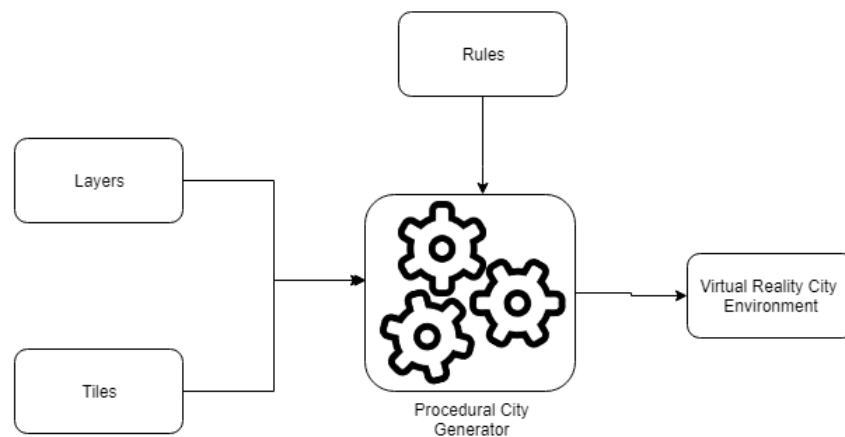 Rules
Layers
Virtual Reality City
Environment
Tiles
Procedural City
Generator